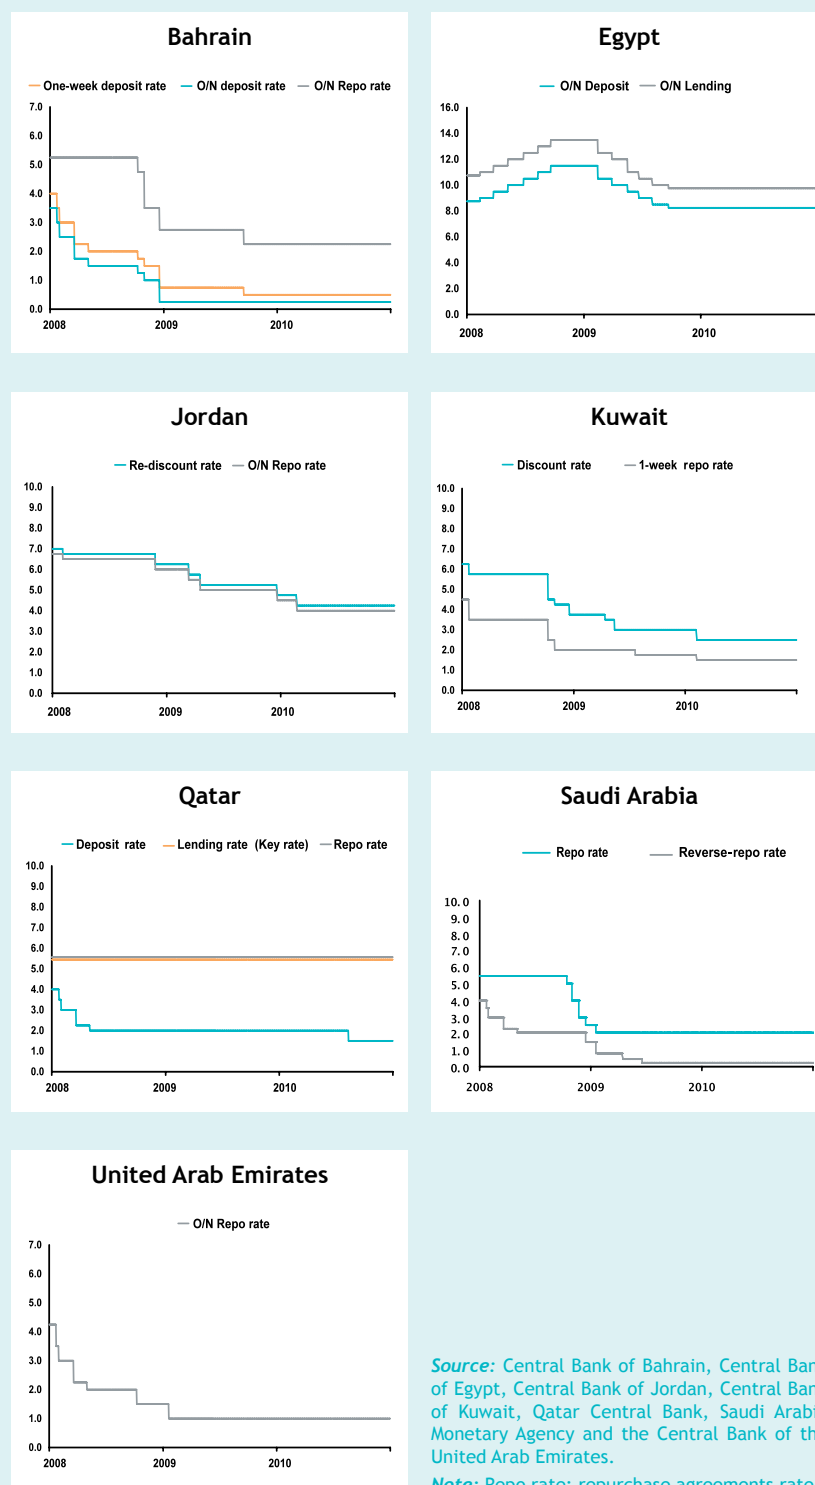 Bahrain
One-week deposit rate O/N deposit rate O/N Repo rate
7.0
6.0
5.0
4.0
3.0
2.0
1.0
0.0
2008 2009 2010
Egypt
O/N Deposit O/N Lending
16.0
14.0
12.0
10.0
8.0
6.0
4.0
2.0
0.0
2008 2009 2010
Jordan
Re-discount rate O/N Repo rate
10.0
9.0
8.0
7.0
6.0
5.0
4.0
3.0
2.0
1.0
0.0
2008 2009 2010
Kuwait
Discount rate 1-week repo rate
10.0
9.0
8.0
7.0
6.0
5.0
4.0
3.0
2.0
1.0
0.0
2008 2009 2010
Qatar
Deposit rate Lending rate (Key rate) Repo rate
10.0
9.0
8.0
7.0
6.0
5.0
4.0
3.0
2.0
1.0
0.0
2008 2009 2010
Saudi Arabia
Repo rate Reverse-repo rate
10.0
9.0
8.0
7.0
6.0
5.0
4.0
3.0
2.0
1.0
0.0
2008 2009 2010
United Arab Emirates
O/N Repo rate
7.0
6.0
5.0
4.0
3.0
2.0
1.0
0.0
2008 2009 2010
Source: Central Bank of Bahrain, Central Ban
of Egypt, Central Bank of Jordan, Central Ban
of Kuwait, Qatar Central Bank, Saudi Arabi
Monetary Agency and the Central Bank of th
United Arab Emirates.
Note: Repo rate: repurchase agreements rate